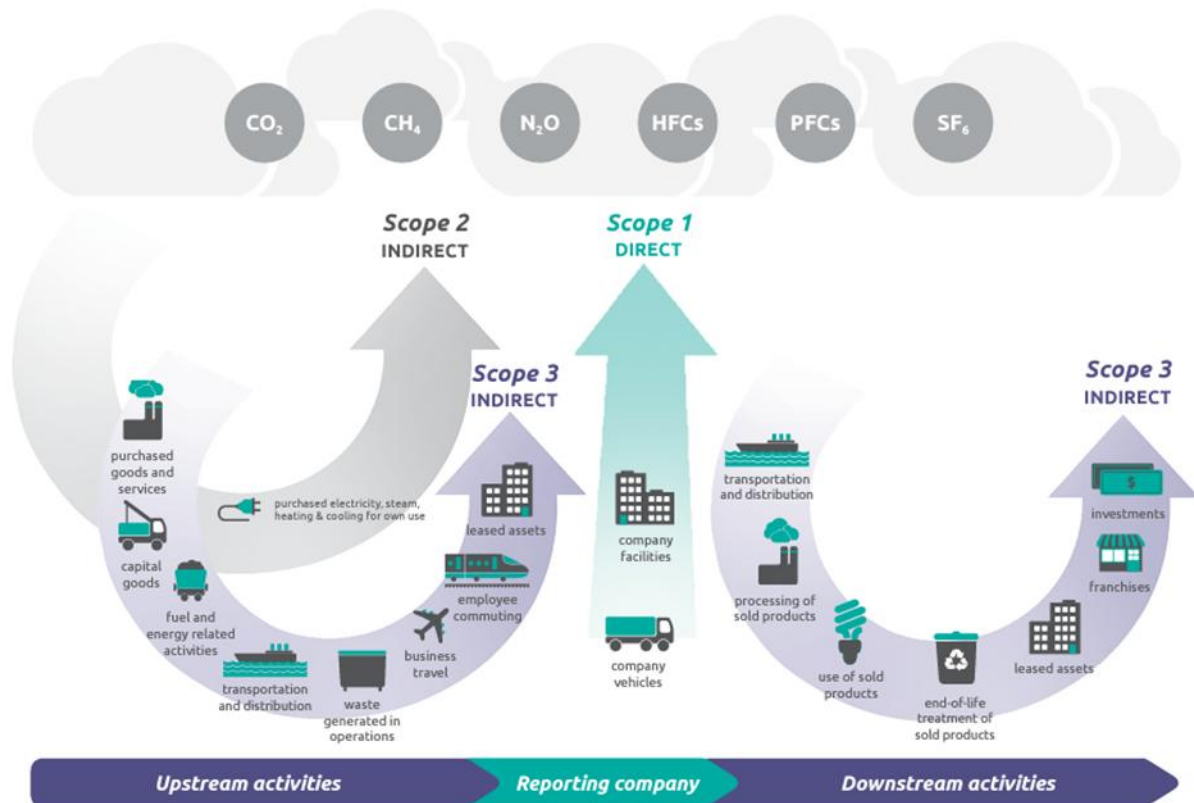 CO₂
CH₄
N₂O
HFCs
PFCs
SF₆
Scope 2
INDIRECT
Scope 1
DIRECT
Scope 3
INDIRECT
Scope 3
INDIRECT
purchased
goods and
services
capital
goods
fuel and
energy related
activities
transportation
and distribution
waste
generated in
operations
business
travel
employee
commuting
leased assets
purchased electricity, steam,
heating & cooling for own use
company
facilities
company
vehicles
transportation
and distribution
processing of
sold products
use of sold
products
end-of-life
treatment of
sold products
leased assets
franchises
$
investments
Upstream activities
Reporting company
Downstream activities